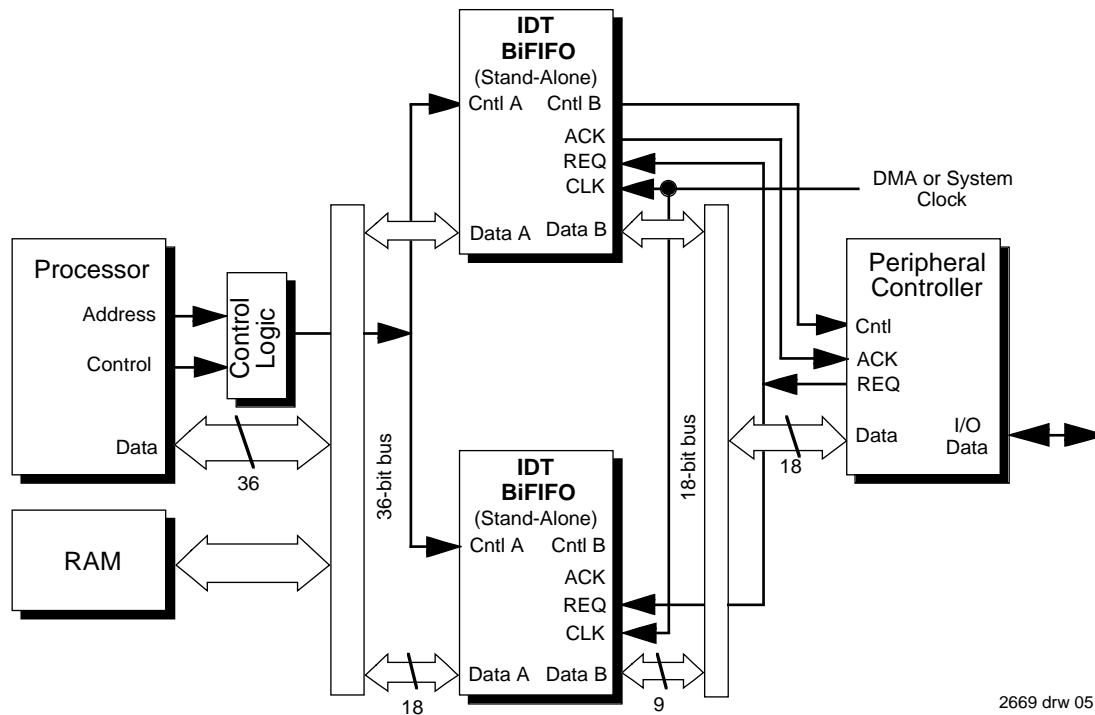 IDT
BiFIFO
(Stand-Alone)
Cntl A
Cntl B
ACK
REQ
CLK
Data A
Data B
DMA or System
Clock
Processor
Address
Control
Data
36
Control
Logic
RAM
36-bit bus
18-bit bus
Peripheral
Controller
Cntl
ACK
REQ
Data
I/O
Data
18
IDT
BiFIFO
(Stand-Alone)
Cntl A
Cntl B
ACK
REQ
CLK
Data A
Data B
18
9
2669 drw 05